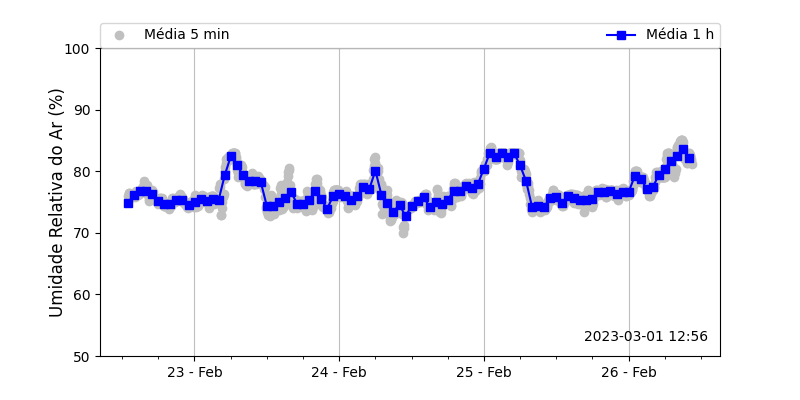 Média 5 min
Média 1 h
Umidade Relativa do Ar (%)
100
90
80
70
60
50
2023-03-01 12:56
23 - Feb
24 - Feb
25 - Feb
26 - Feb